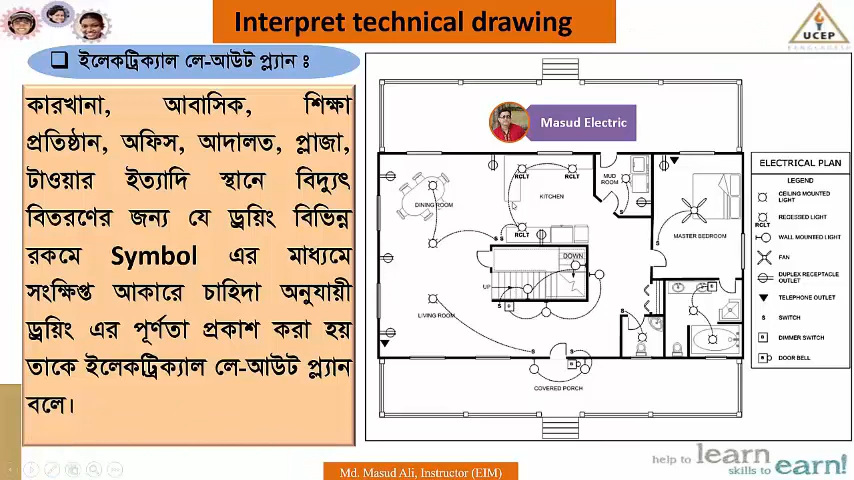 Interpret technical drawing
UCEP
BANGLADESH
❑ ইলেকট্রিক্যাল লে-আউট প্ল্যান ঃ
কারখানা, আবাসিক, শিক্ষা
প্রতিষ্ঠান, অফিস, আদালত, প্লাজা,
টাওয়ার ইত্যাদি স্থানে বিদ্যুৎ
বিতরণের জন্য যে ড্রয়িং বিভিন্ন
রকমে Symbol এর মাধ্যমে
সংক্ষিপ্ত আকারে চাহিদা অনুযায়ী
ড্রয়িং এর পূর্ণতা প্রকাশ করা হয়
তাকে ইলেকট্রিক্যাল লে-আউট প্ল্যান
বলে।
Masud Electric
RCLT
RCLT
MUD
ROOM
KITCHEN
DINING ROOM
S
RCLT
S S
MASTER BEDROOM
S
DOWN
UP
S
LIVING ROOM
S
S
S
COVERED PORCH
ELECTRICAL PLAN
LEGEND
CEILING MOUNTED
LIGHT
RECESSED LIGHT
RCLT
WALL MOUNTED LIGHT
FAN
DUPLEX RECEPTACLE
OUTLET
TELEPHONE OUTLET
S SWITCH
DIMMER SWITCH
DOOR BELL
Md. Masud Ali, Instructor (EIM)
help to learn
skills to earn!